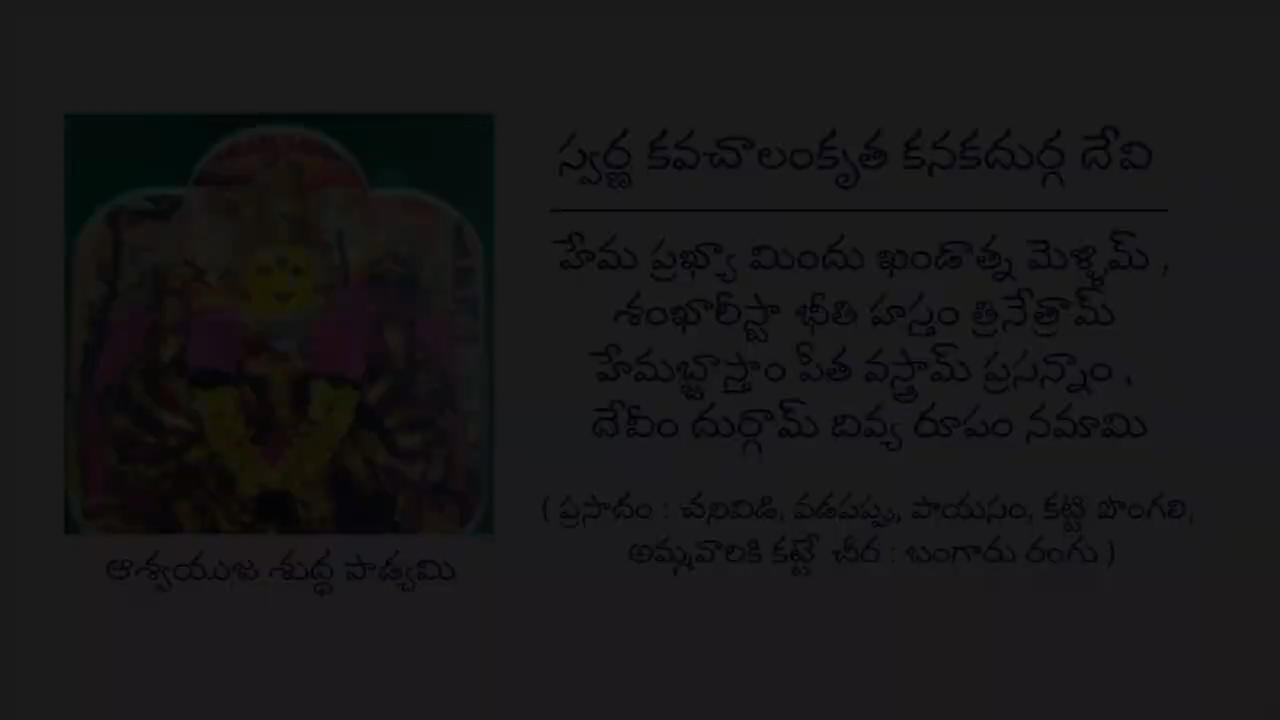 స్వర్ణ కవచాలంకృత కనకదుర్గ దేవి
హేమ ప్రఖ్యా మిందు ఖండాత్న మెళ్ళిమ్ ,
శంఖారీస్టా భీతి హస్తం త్రినేత్రామ్
హేమబ్జాస్తాం పీత వస్త్రామ్ ప్రసన్నాం ,
దేవీం దుర్గామ్ దివ్య రూపం నమామి
( ప్రసాదం : చలివిడి, వడపప్పు, పాయసం, కట్టి పొంగలి,
అమ్మవాలికి కట్టే చీర : బంగారు రంగు )
ఆశ్వయుజ శుద్ధ పాడ్యమి